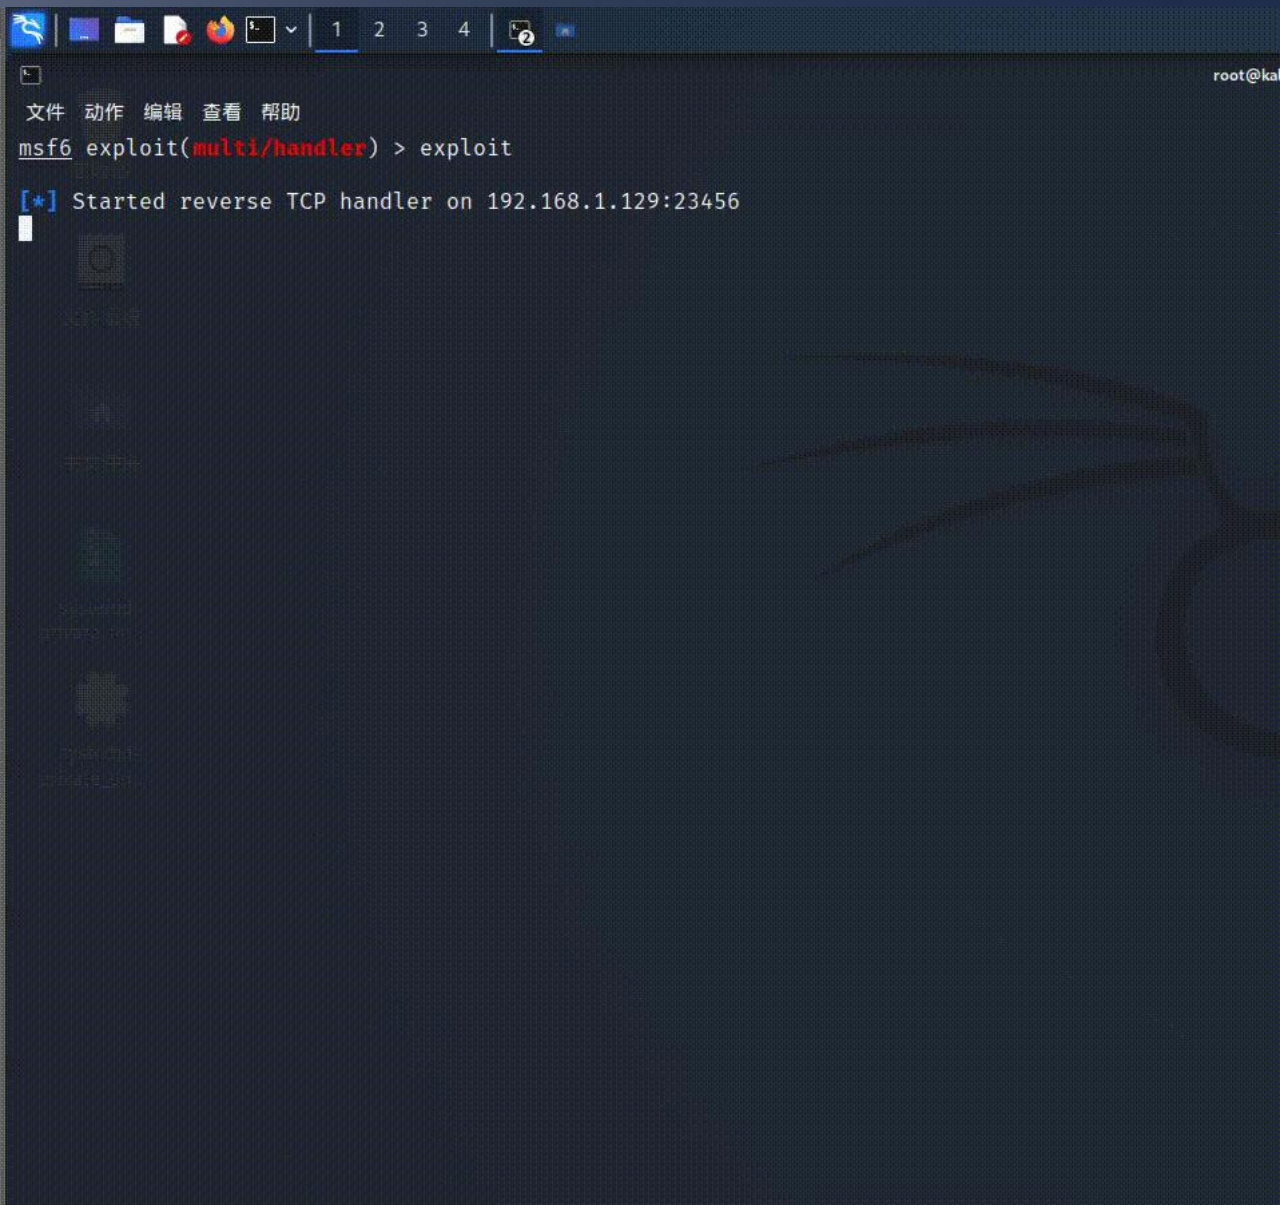 1 2 3 4
2
root@kal
文件 动作 编辑 查看 帮助
msf6 exploit(multi/handler) > exploit
[*] Started reverse TCP handler on 192.168.1.129:23456